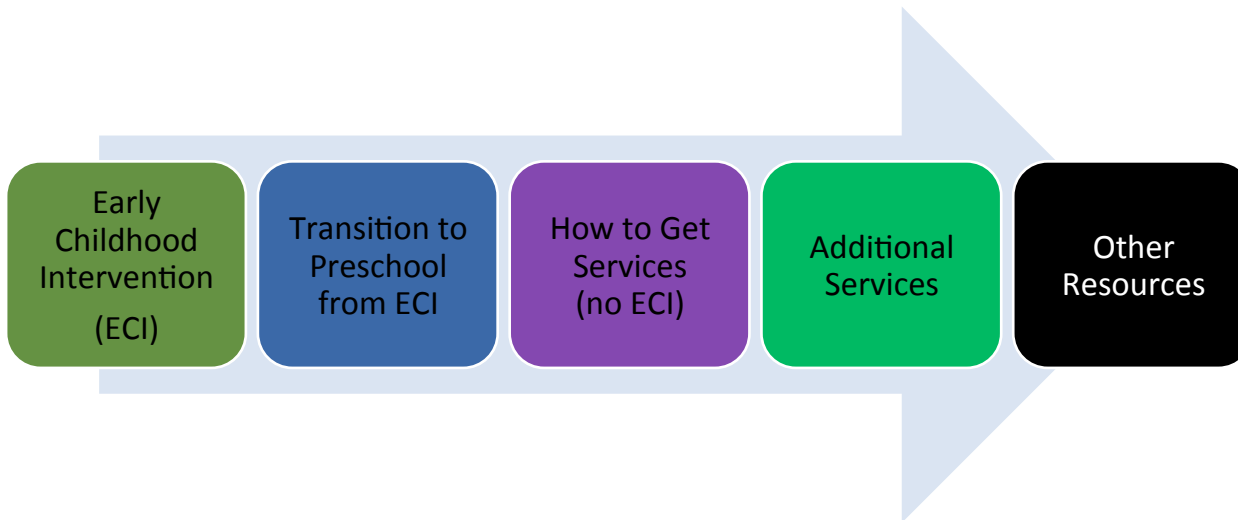 Early
Childhood
Intervention
(ECI)
Transition to
Preschool
from ECI
How to Get
Services
(no ECI)
Additional
Services
Other
Resources